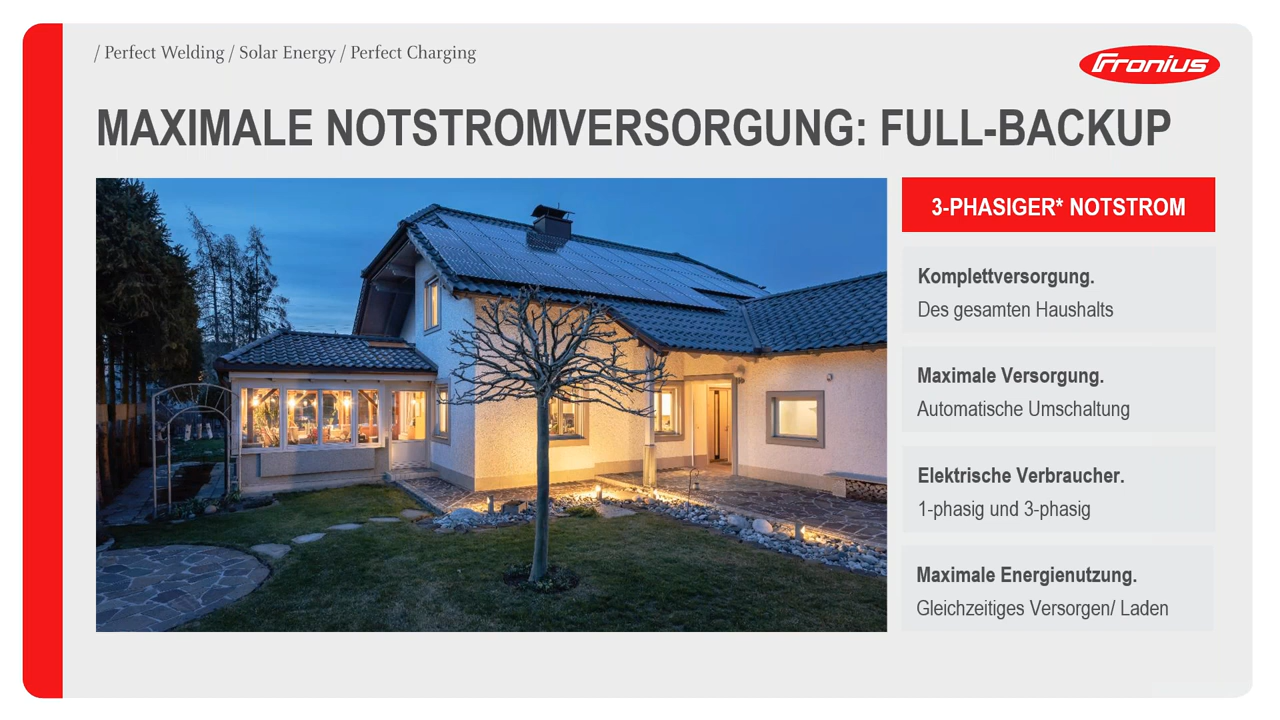 / Perfect Welding / Solar Energy / Perfect Charging
Fronius
MAXIMALE NOTSTROMVERSORGUNG: FULL-BACKUP
3-PHASIGER* NOTSTROM
Komplettversorgung.
Des gesamten Haushalts
Maximale Versorgung.
Automatische Umschaltung
Elektrische Verbraucher.
1-phasig und 3-phasig
Maximale Energienutzung.
Gleichzeitiges Versorgen/ Laden